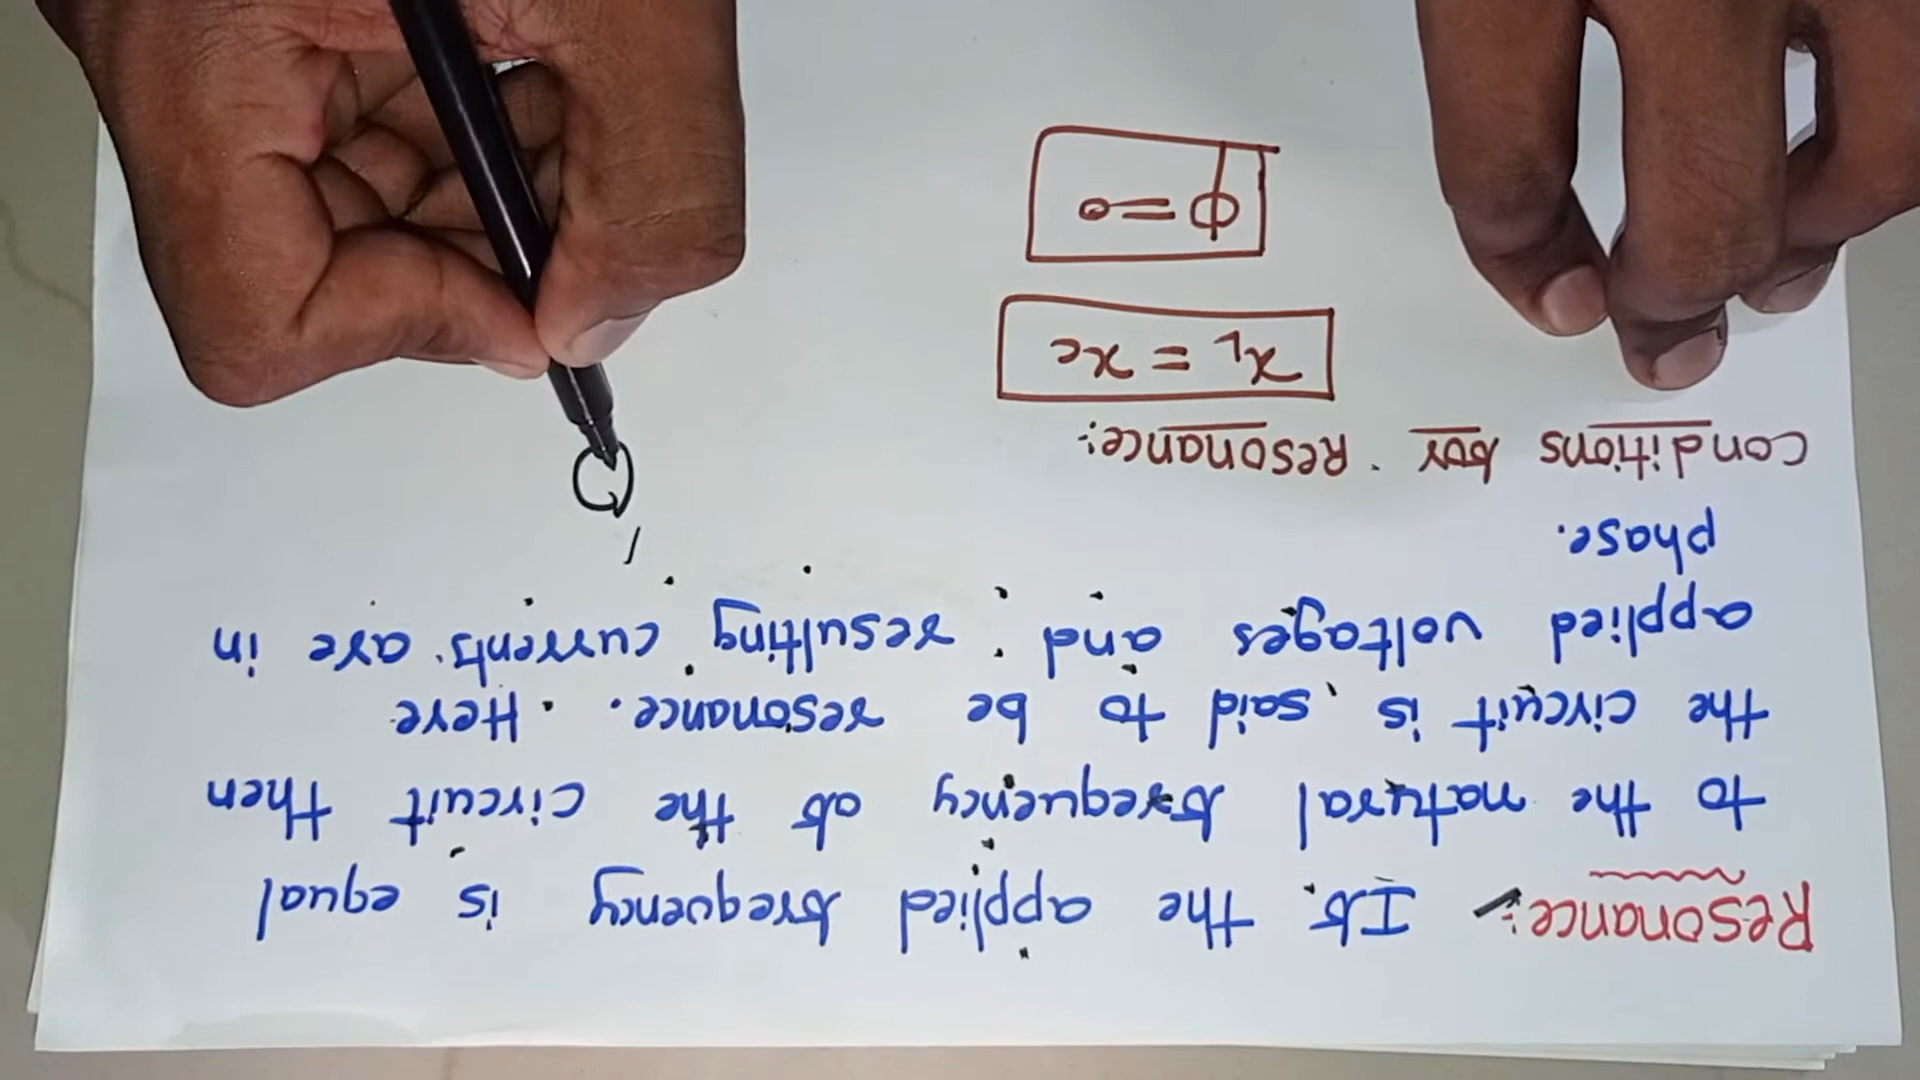 Resonance:- If the applied frequency is equal
to the natural frequency of the circuit then
the circuit is said to be resonance. Here
applied voltages and resulting currents are in
phase.
Conditions for Resonance:-
XL = XC
Φ = 0